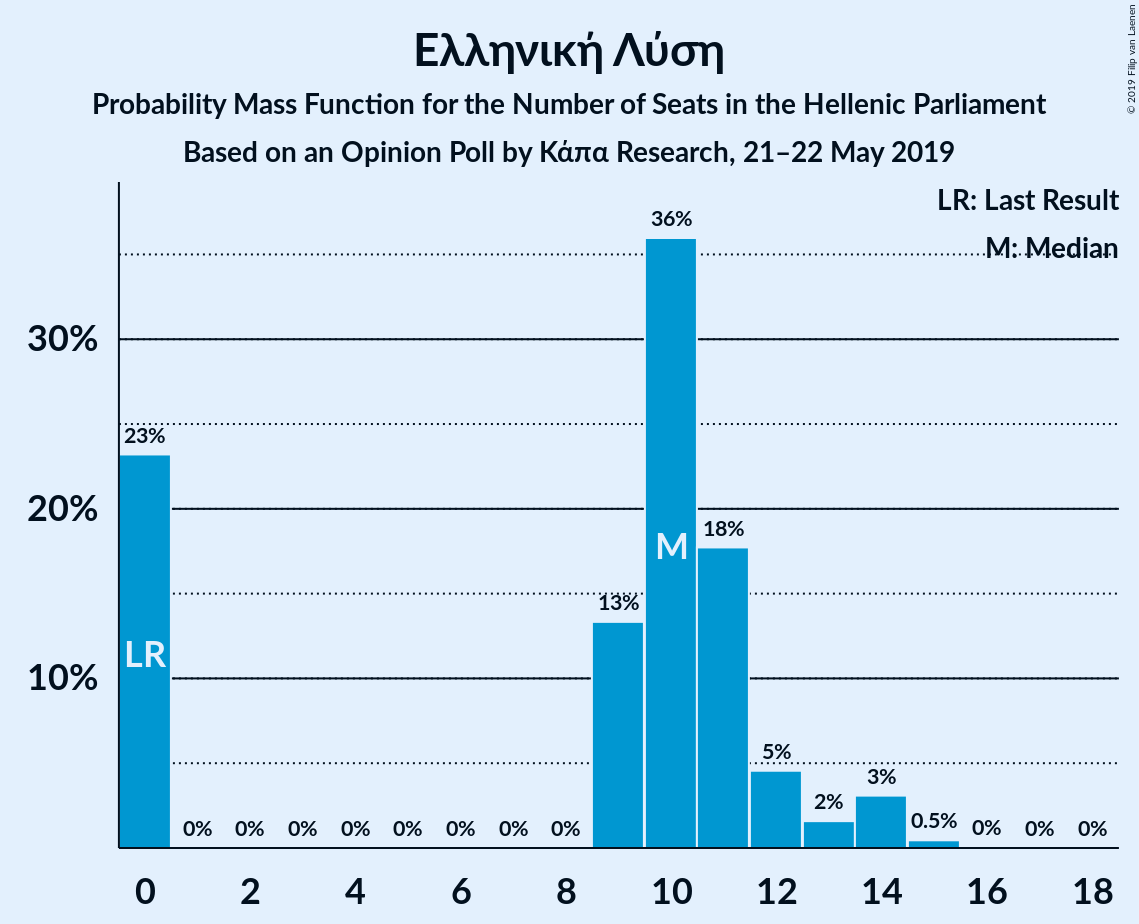 Ελληνική Λύση
Probability Mass Function for the Number of Seats in the Hellenic Parliament
Based on an Opinion Poll by Κάπα Research, 21–22 May 2019
© 2019 Filip van Laenen
LR: Last Result
M: Median
30%
20%
10%
23%
0%
0%
0%
0%
0%
0%
0%
0%
13%
36%
18%
5%
2%
3%
0.5%
0%
0%
0%
LR
M
0 2 4 6 8 10 12 14 16 18